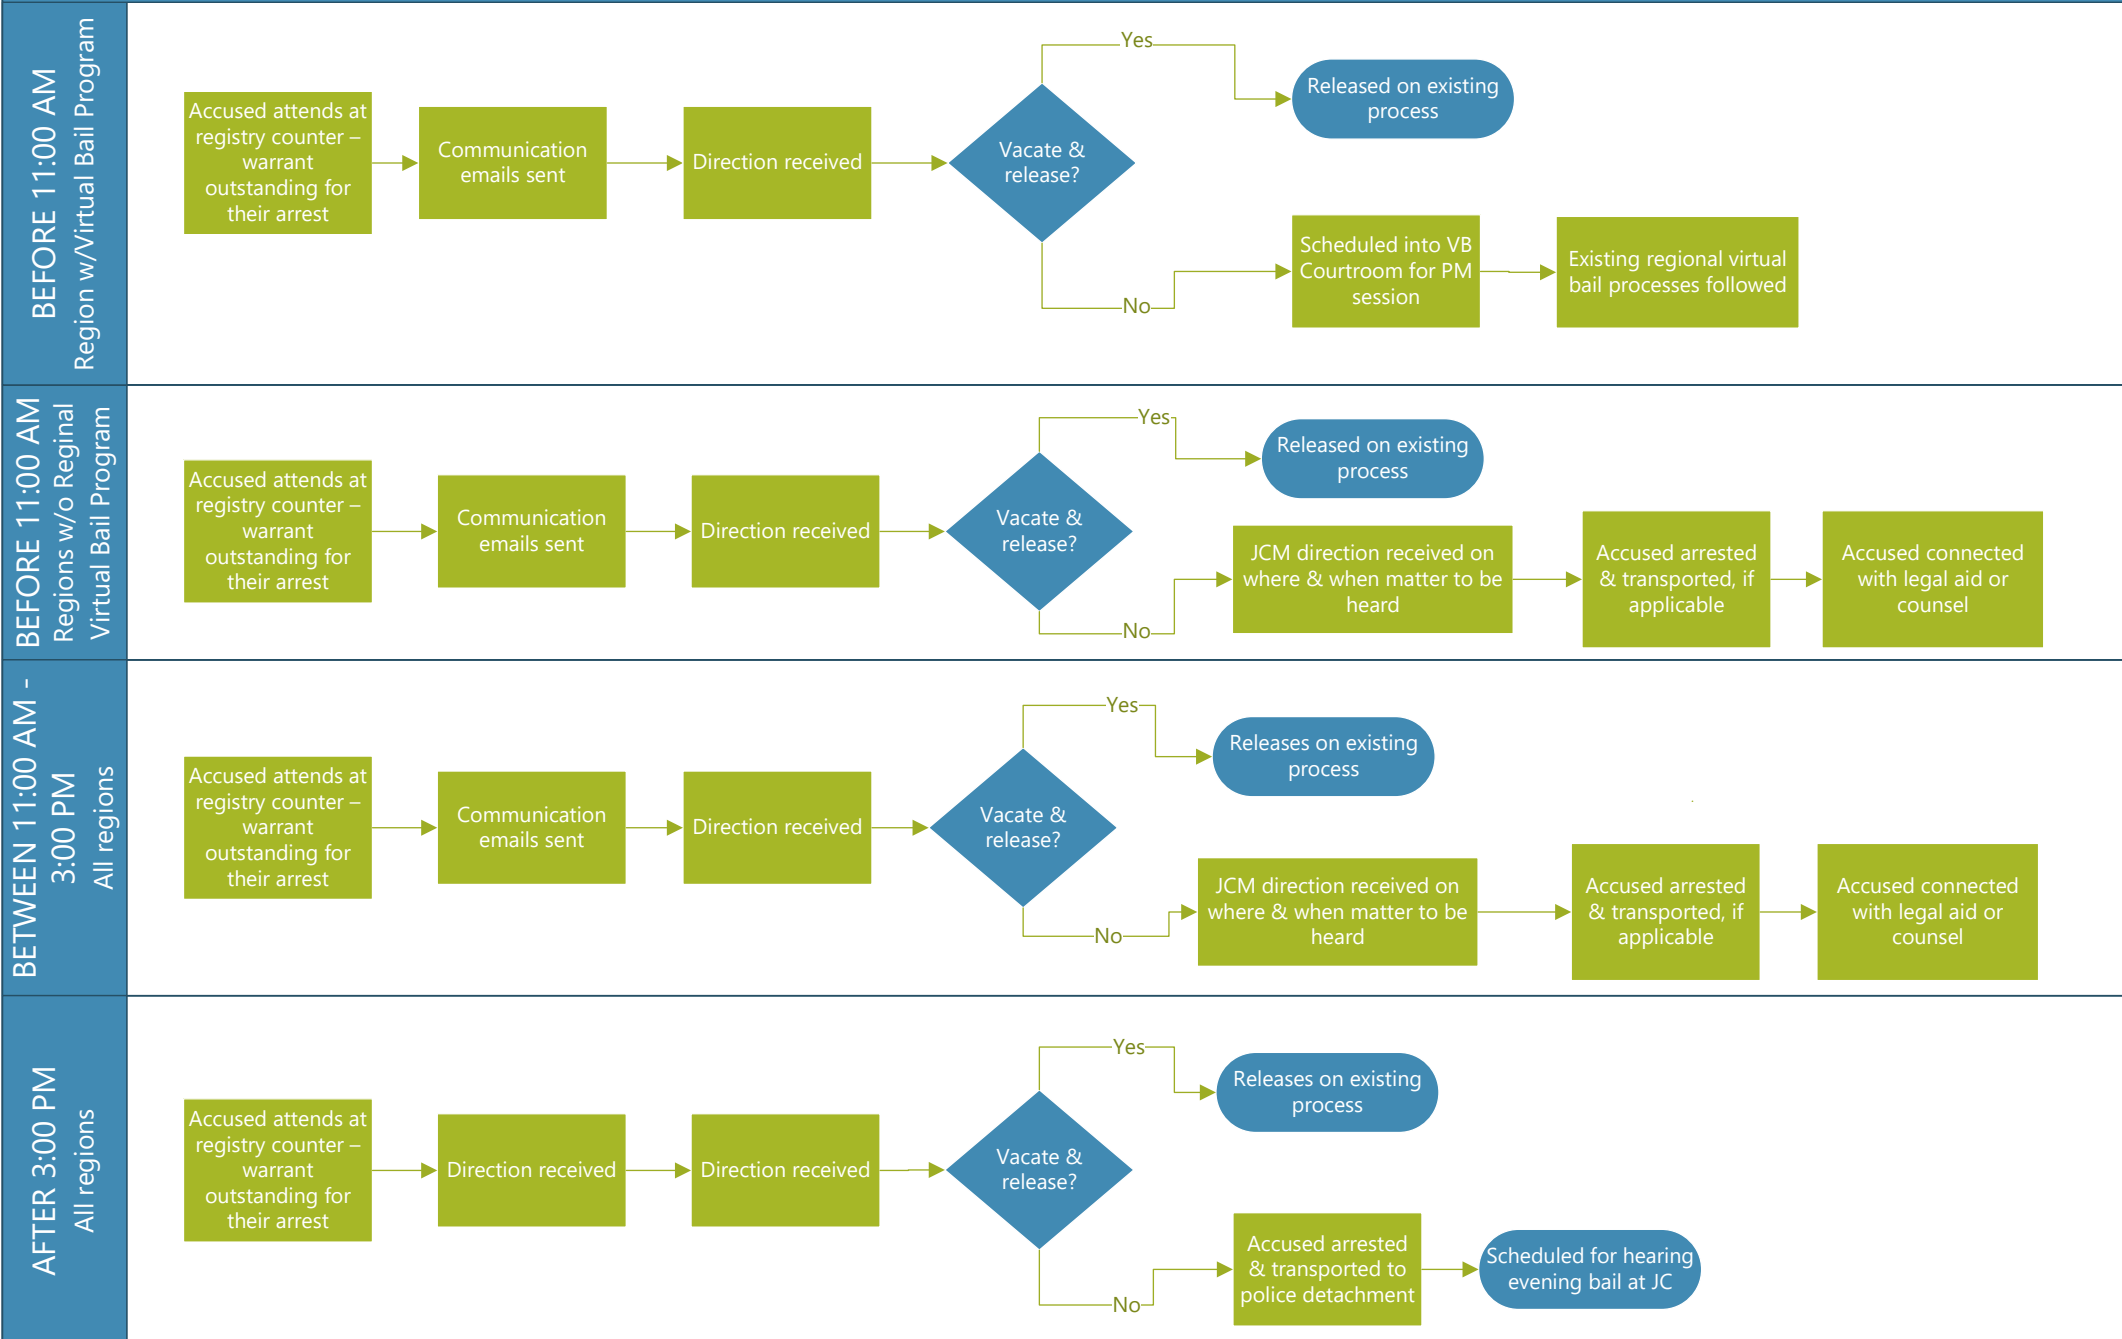 BEFORE 11:00 AM
Region w/Virtual Bail Program
Accused attends at
registry counter –
warrant
outstanding for
their arrest
Communication
emails sent
Direction received
Vacate &
release?
Yes
Released on existing
process
No
Scheduled into VB
Courtroom for PM
session
Existing regional virtual
bail processes followed
BEFORE 11:00 AM
Regions w/o Reginal
Virtual Bail Program
Accused attends at
registry counter –
warrant
outstanding for
their arrest
Communication
emails sent
Direction received
Vacate &
release?
Yes
Released on existing
process
No
JCM direction received on
where & when matter to be
heard
Accused arrested
& transported, if
applicable
Accused connected
with legal aid or
counsel
BETWEEN 11:00 AM -
3:00 PM
All regions
Accused attends at
registry counter –
warrant
outstanding for
their arrest
Communication
emails sent
Direction received
Vacate &
release?
Yes
Releases on existing
process
No
JCM direction received on
where & when matter to be
heard
Accused arrested
& transported, if
applicable
Accused connected
with legal aid or
counsel
AFTER 3:00 PM
All regions
Accused attends at
registry counter –
warrant
outstanding for
their arrest
Direction received
Direction received
Vacate &
release?
Yes
Releases on existing
process
No
Accused arrested
& transported to
police detachment
Scheduled for hearing
evening bail at JC